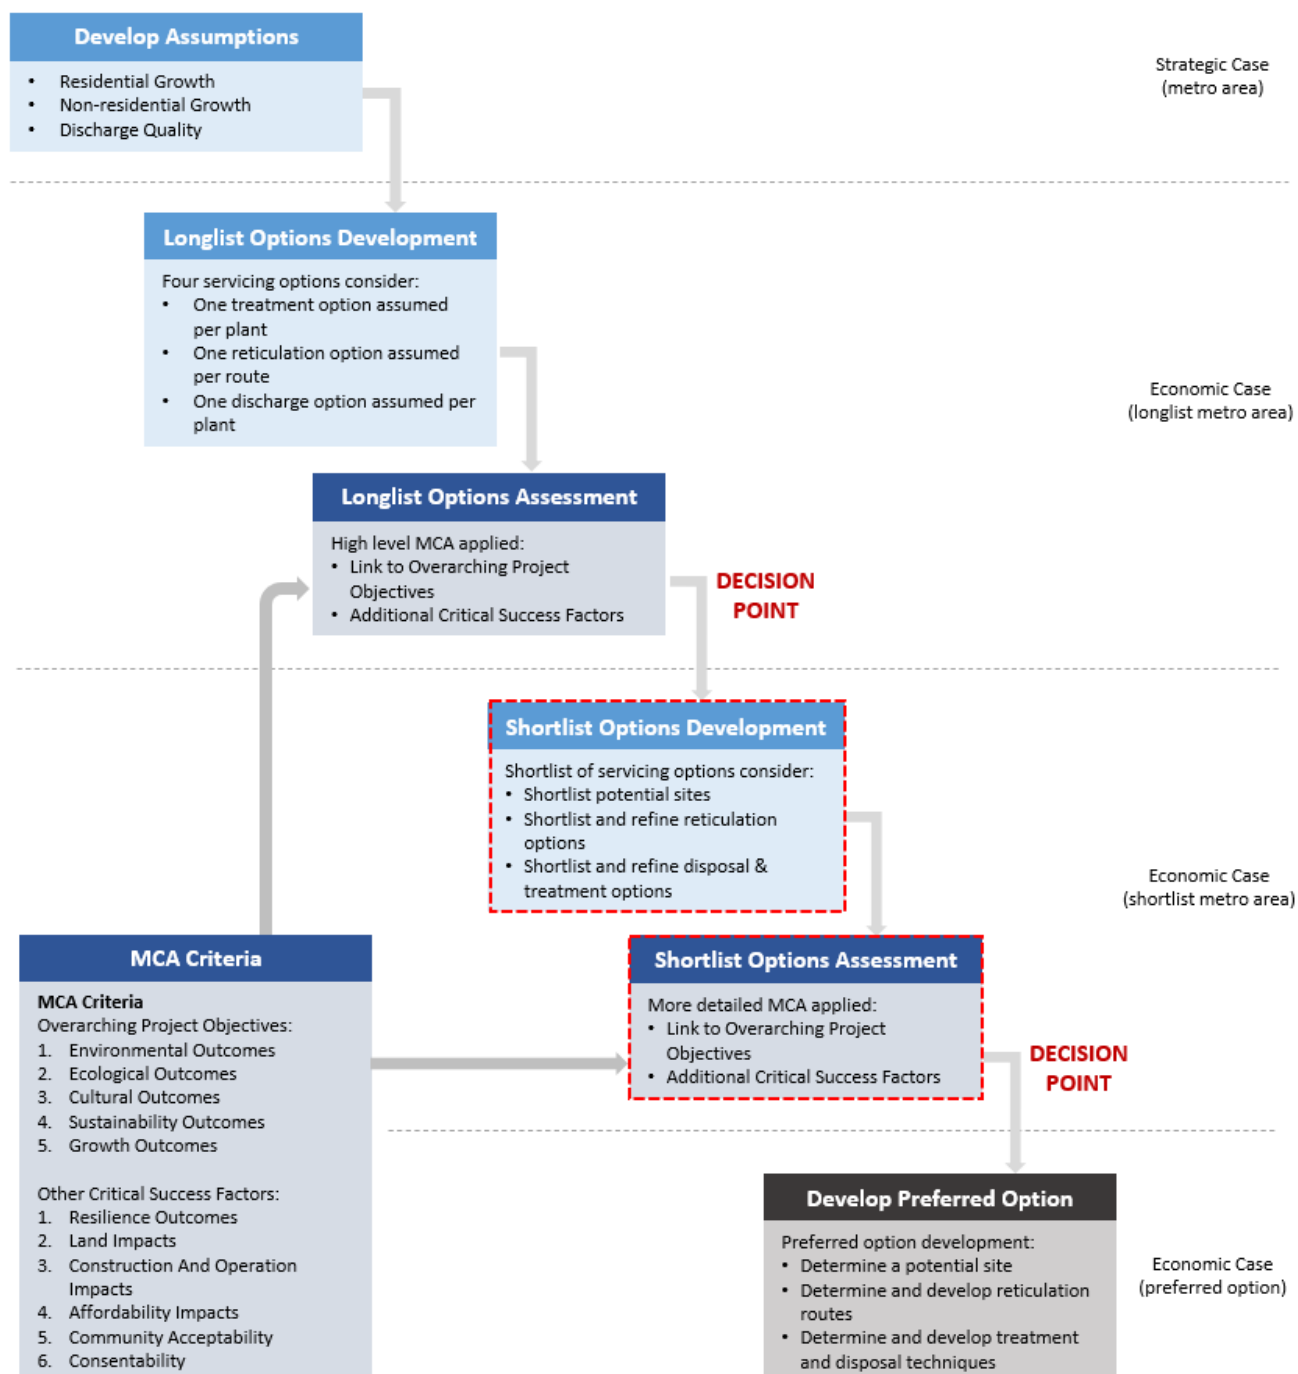 Develop Assumptions
• Residential Growth
• Non-residential Growth
• Discharge Quality
Strategic Case
(metro area)
Longlist Options Development
Four servicing options consider:
• One treatment option assumed
per plant
• One reticulation option assumed
per route
• One discharge option assumed per
plant
Economic Case
(longlist metro area)
Longlist Options Assessment
High level MCA applied:
• Link to Overarching Project
Objectives
• Additional Critical Success Factors
DECISION
POINT
Shortlist Options Development
Shortlist of servicing options consider:
• Shortlist potential sites
• Shortlist and refine reticulation
options
• Shortlist and refine disposal &
treatment options
Economic Case
(shortlist metro area)
MCA Criteria
MCA Criteria
Overarching Project Objectives:
1. Environmental Outcomes
2. Ecological Outcomes
3. Cultural Outcomes
4. Sustainability Outcomes
5. Growth Outcomes
Other Critical Success Factors:
1. Resilience Outcomes
2. Land Impacts
3. Construction And Operation
Impacts
4. Affordability Impacts
5. Community Acceptability
6. Consentability
Shortlist Options Assessment
More detailed MCA applied:
• Link to Overarching Project
Objectives
• Additional Critical Success Factors
DECISION
POINT
Develop Preferred Option
Preferred option development:
• Determine a potential site
• Determine and develop reticulation
routes
• Determine and develop treatment
and disposal techniques
Economic Case
(preferred option)